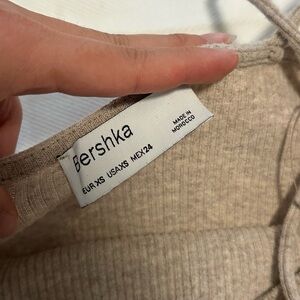 Bershka
EUR XS USA XS MEX 24
MADE IN
MOROCCO